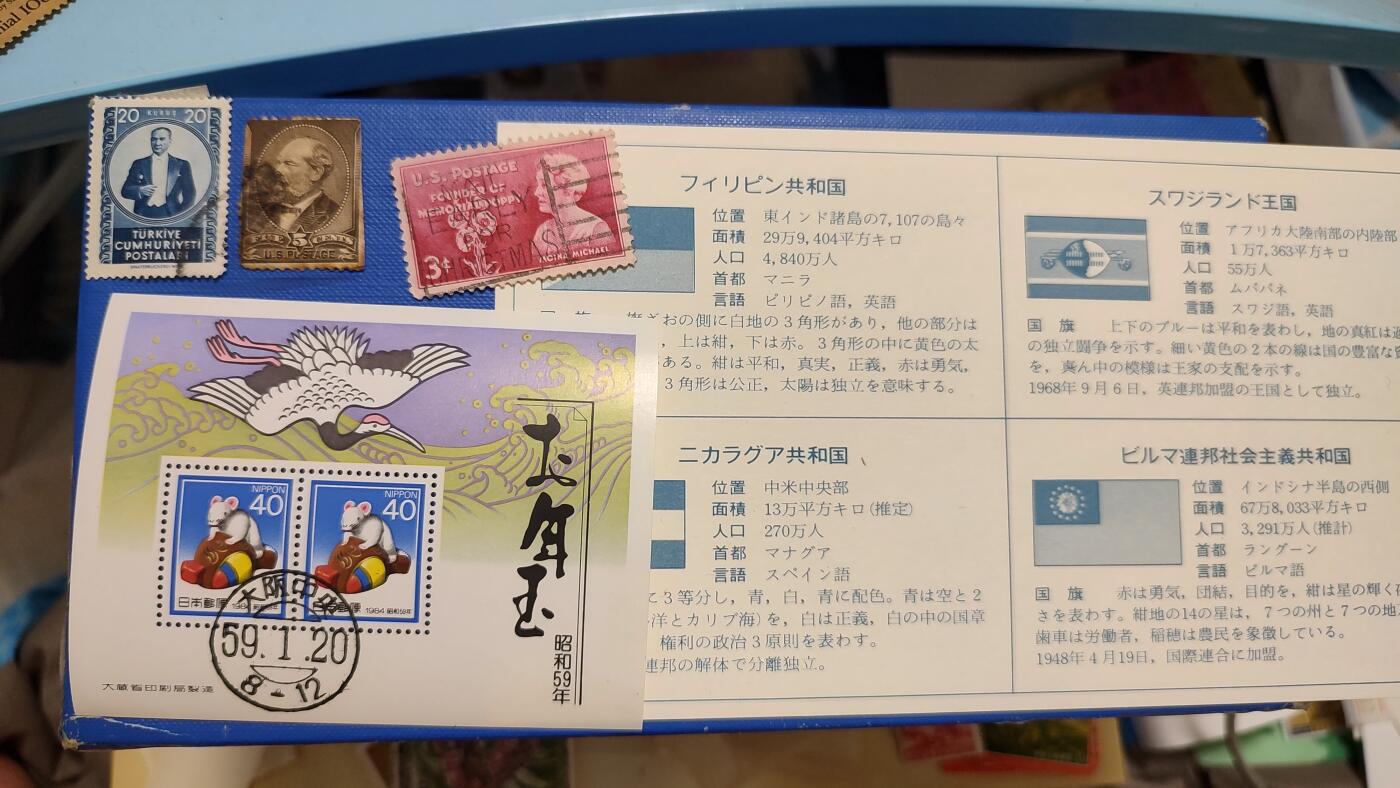 20 KURUŞ 20
TÜRKİYE
CUMHURİYETİ
POSTALARI
5
CENTS
U.S. POSTAGE
U.S. POSTAGE
FOUNDER OF
MEMORIAL POPPY
3¢
MOINA MICHAEL
NIPPON
40
日本郵便 1984
NIPPON
40
日本郵便 1984 昭和59年
大阪中央
59.1.20
8-12
お年玉
昭和59年
大蔵省印刷局製造
フィリピン共和国
位置 東インド諸島の7,107の島々
面積 29万9,404平方キロ
人口 4,840万人
首都 マニラ
言語 ピリピノ語，英語
国 旗
おの側に白地の3角形があり，他の部分は
，上は紺，下は赤。3角形の中に黄色の太
がある。紺は平和，真実，正義，赤は勇気，
3角形は公正，太陽は独立を意味する。
スワジランド王国
位置 アフリカ大陸南部の内陸部
面積 1万7,363平方キロ
人口 55万人
首都 ムババネ
言語 スワジ語，英語
国 旗 上下のブルーは平和を表わし，地の真紅は過
の独立闘争を示す。細い黄色の2本の線は国の豊富な
を，真ん中の模様は王家の支配を示す。
1968年9月6日，英連邦加盟の王国として独立。
ニカラグア共和国
位置 中米中央部
面積 13万平方キロ(推定)
人口 270万人
首都 マナグア
言語 スペイン語
に3等分し，青，白，青に配色。青は空と2
洋とカリブ海)を，白は正義，白の中の国章
権利の政治3原則を表わす。
連邦の解体で分離独立。
ビルマ連邦社会主義共和国
位置 インドシナ半島の西側
面積 67万8,033平方キロ
人口 3,291万人(推計)
首都 ラングーン
言語 ビルマ語
国 旗 赤は勇気，団結，目的を，紺は星の輝く
さを表わす。紺地の14の星は，7つの州と7つの地
歯車は労働者，稲穂は農民を象徴している。
1948年4月19日，国際連合に加盟。